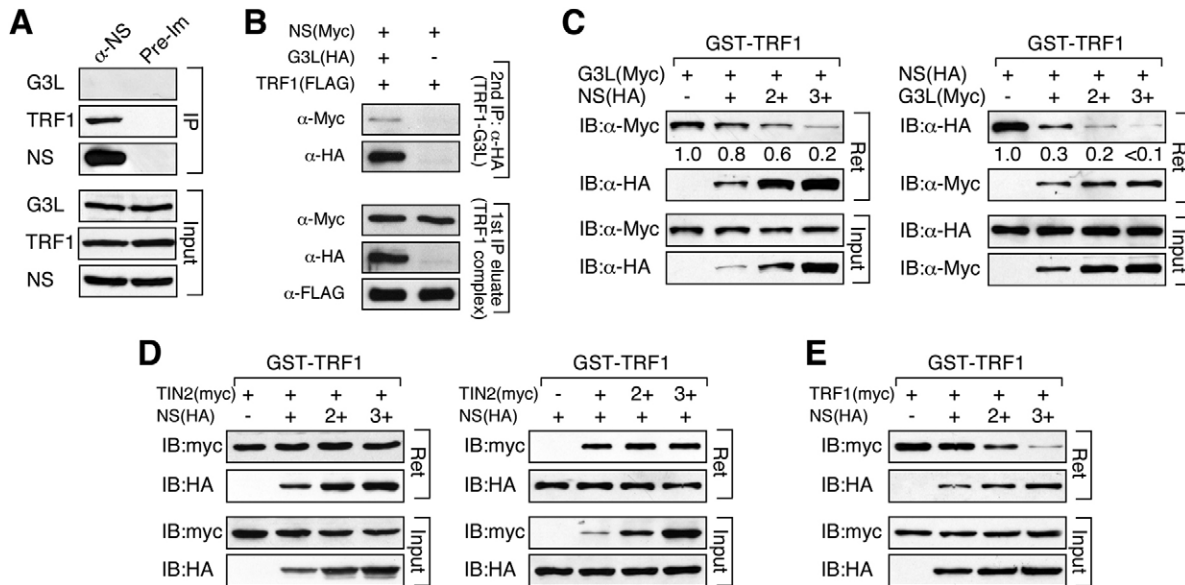 A
α-NS Pre-Im
G3L
TRF1
NS
IP
G3L
TRF1
NS
Input
B
NS(Myc) + +
G3L(HA) + -
TRF1(FLAG) + +
α-Myc
α-HA
2nd IP: α-HA
(TRF1-G3L)
α-Myc
α-HA
α-FLAG
1st IP eluate
(TRF1 complex)
C
GST-TRF1
G3L(Myc) + + + +
NS(HA) - + 2+ 3+
IB:α-Myc
1.0 0.8 0.6 0.2
IB:α-HA
Ret
IB:α-Myc
IB:α-HA
Input
GST-TRF1
NS(HA) + + + +
G3L(Myc) - + 2+ 3+
IB:α-HA
1.0 0.3 0.2 <0.1
IB:α-Myc
Ret
IB:α-HA
IB:α-Myc
Input
D
GST-TRF1
TIN2(myc) + + + +
NS(HA) - + 2+ 3+
IB:myc
IB:HA
Ret
IB:myc
IB:HA
Input
GST-TRF1
TIN2(myc) - + 2+ 3+
NS(HA) + + + +
IB:myc
IB:HA
Ret
IB:myc
IB:HA
Input
E
GST-TRF1
TRF1(myc) + + + +
NS(HA) - + 2+ 3+
IB:myc
IB:HA
Ret
IB:myc
IB:HA
Input